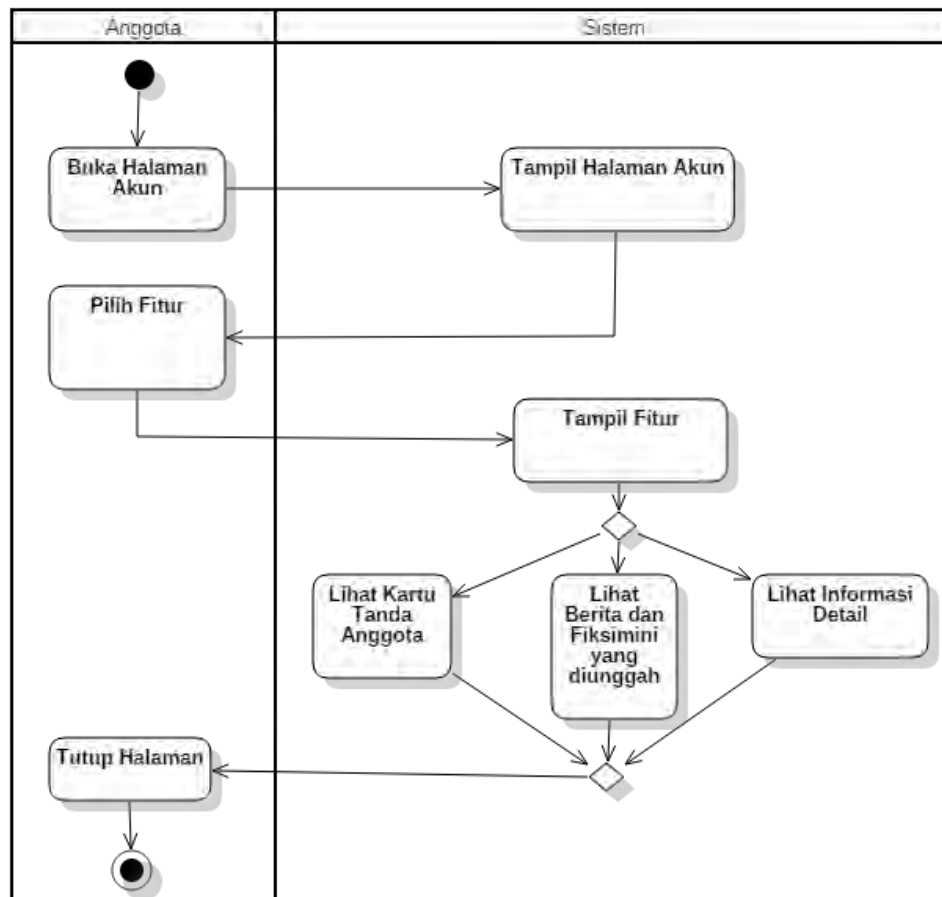 Anggota
Sistem
Buka Halaman
Akun
Tampil Halaman Akun
Pilih Fitur
Tampil Fitur
Lihat Kartu
Tanda
Anggota
Lihat
Berita dan
Fiksimini
yang
diunggah
Lihat Informasi
Detail
Tutup Halaman